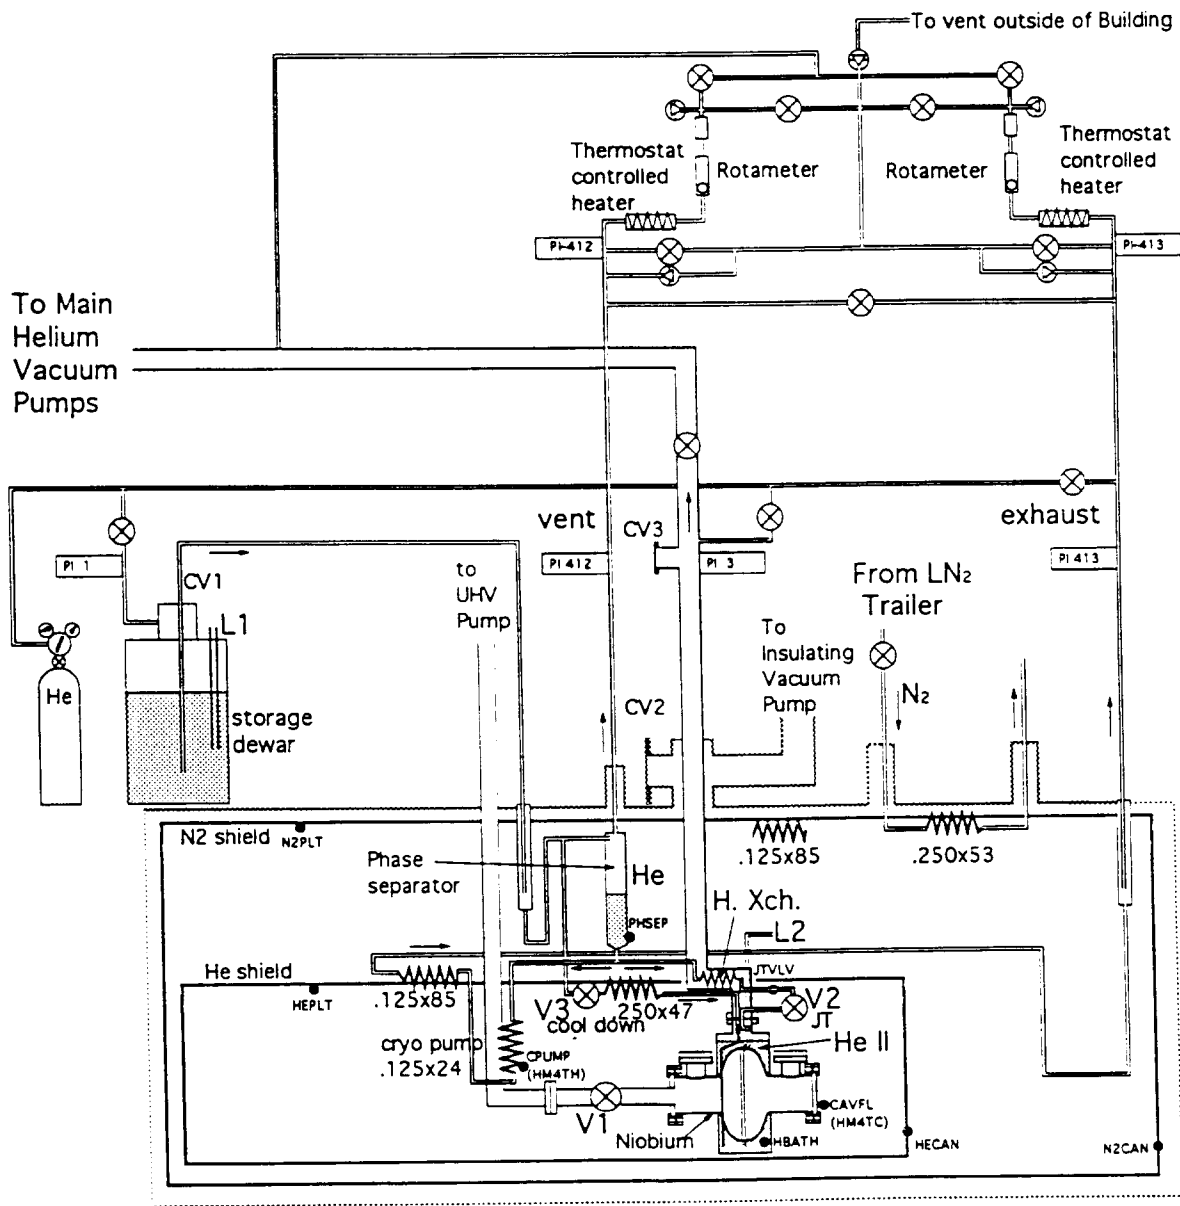 To vent outside of Building
Thermostat
controlled
heater
Rotameter
Rotameter
Thermostat
controlled
heater
PI-412
PI-413
To Main
Helium
Vacuum
Pumps
vent
CV3
exhaust
PI 1
PI 412
PI 3
PI 413
CV1
L1
to
UHV
Pump
From LN2
Trailer
To
Insulating
Vacuum
Pump
He
storage
dewar
CV2
N2
N2 shield
N2PLT
.125x85
.250x53
Phase
separator
He
PHSEP
H. Xch.
L2
He shield
HEPLT
.125x85
JTVLV
V3
.250x47
cool down
V2
JT
cryo pump
.125x24
CPUMP
(HM4TH)
He II
V1
Niobium
CAVFL
(HM4TC)
HBATH
HECAN
N2CAN